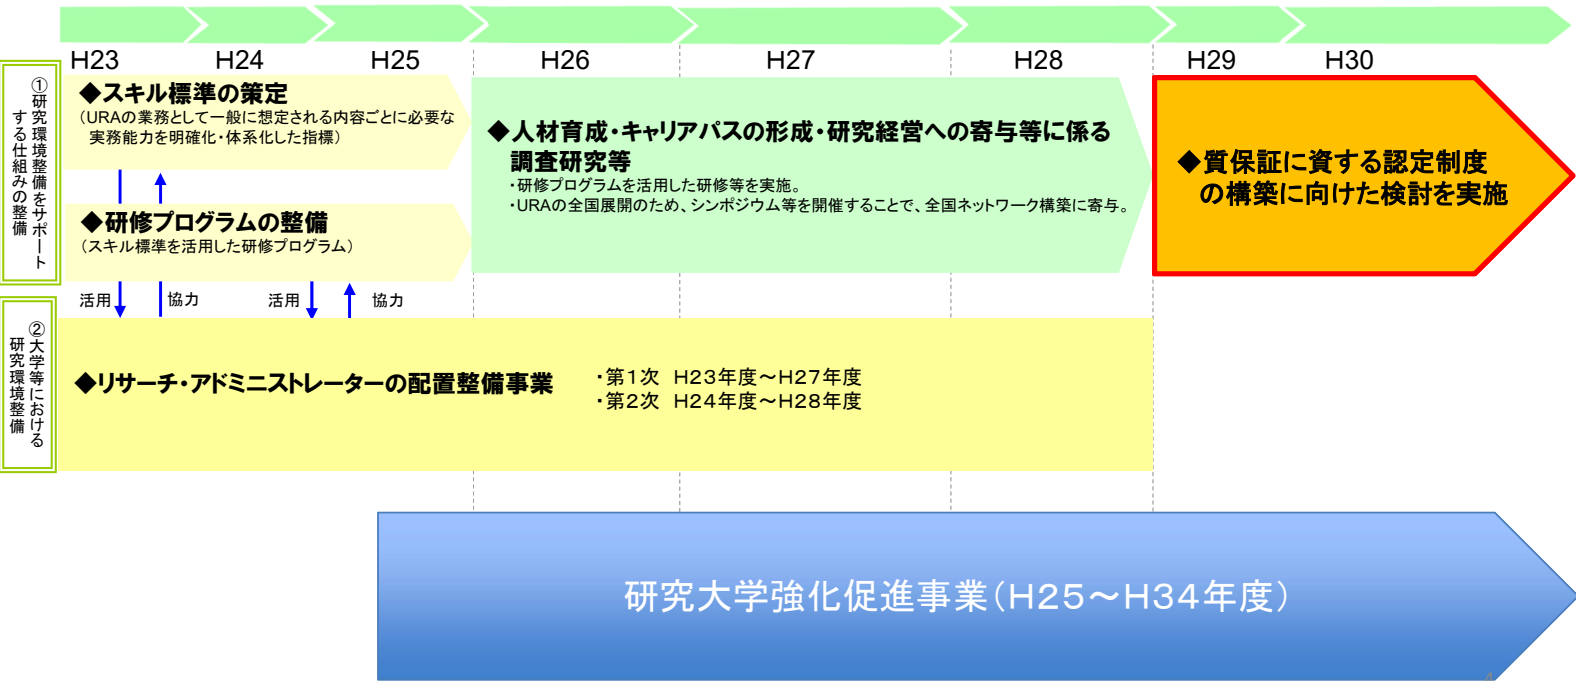 H23
H24
H25
H26
H27
H28
H29
H30
①研究環境整備をサポート
する仕組みの整備
◆スキル標準の策定
（URAの業務として一般に想定される内容ごとに必要な
実務能力を明確化・体系化した指標）
◆研修プログラムの整備
（スキル標準を活用した研修プログラム）
◆人材育成・キャリアパスの形成・研究経営への寄与等に係る
調査研究等
・研修プログラムを活用した研修等を実施。
・URAの全国展開のため、シンポジウム等を開催することで、全国ネットワーク構築に寄与。
◆質保証に資する認定制度
の構築に向けた検討を実施
活用
協力
活用
協力
②大学等における
研究環境整備
◆リサーチ・アドミニストレーターの配置整備事業
・第１次 H23年度～H27年度
・第２次 H24年度～H28年度
研究大学強化促進事業（H25～H34年度）
4